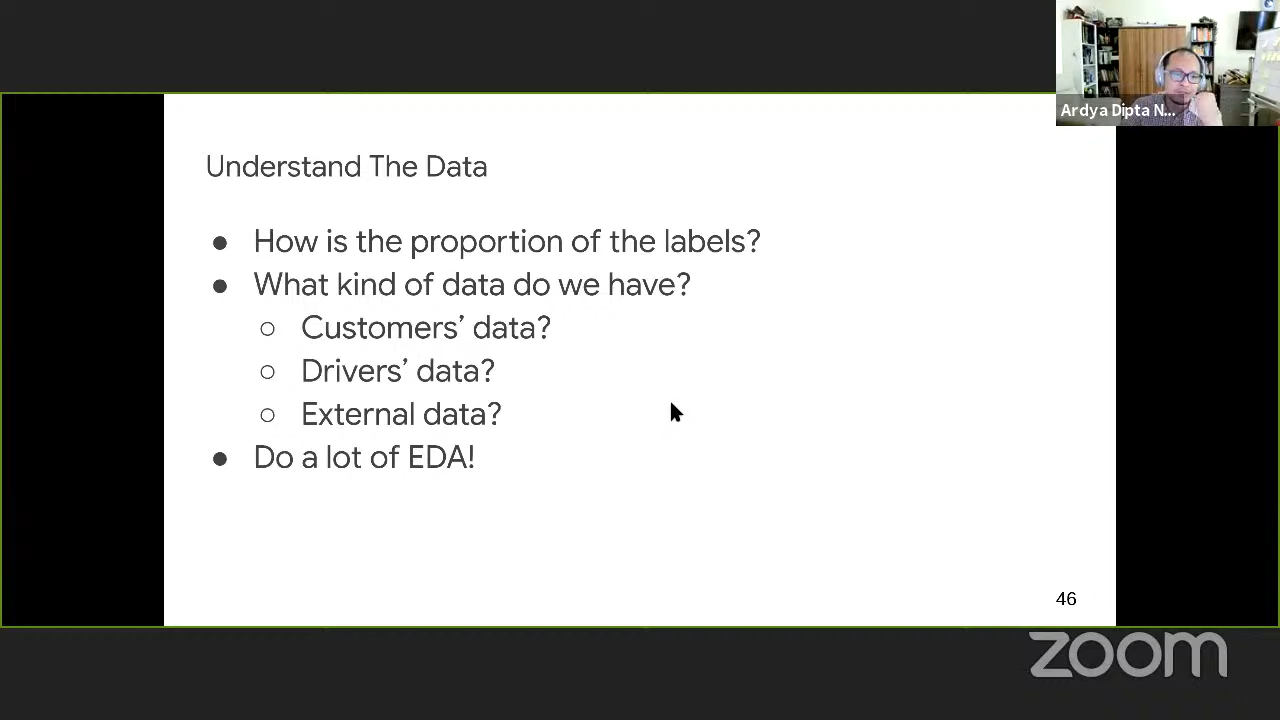 Ardya Dipta N...
Understand The Data
● How is the proportion of the labels?
● What kind of data do we have?
○ Customers’ data?
○ Drivers’ data?
○ External data?
● Do a lot of EDA!
46
zoom